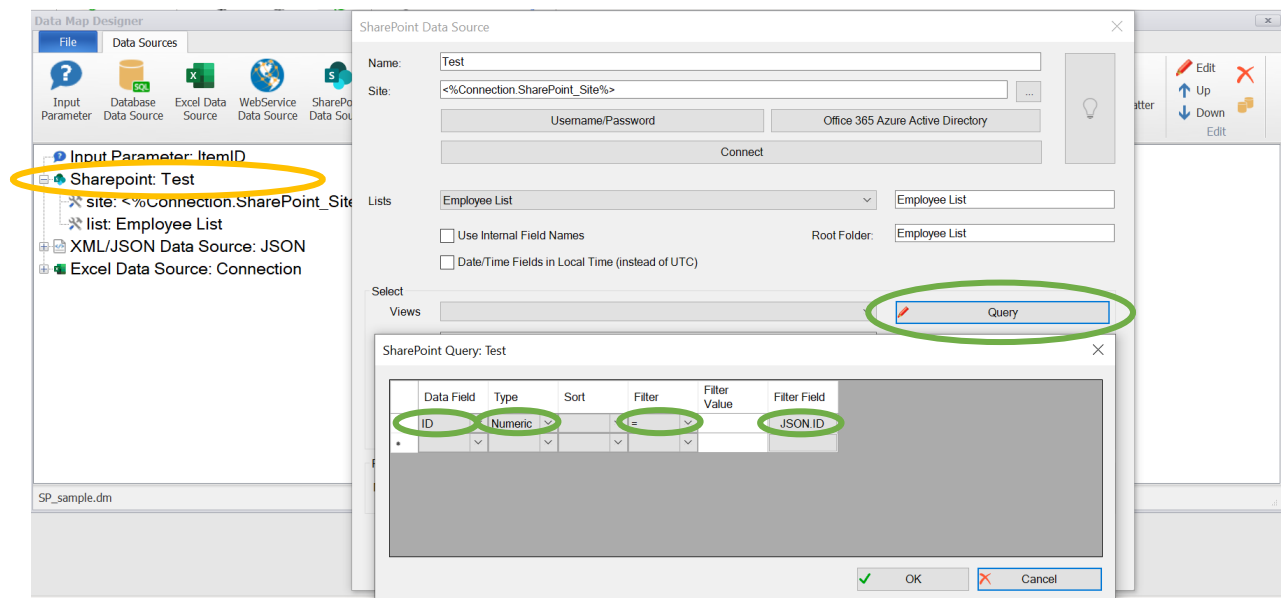 Data Map Designer
File
Data Sources
Input Parameter
Database Data Source
SQL
Excel Data Source
WebService Data Source
SharePo
Data Sou
Input Parameter: ItemID
Sharepoint: Test
site: <%Connection.SharePoint_Site
list: Employee List
XML/JSON Data Source: JSON
Excel Data Source: Connection
SP_sample.dm
SharePoint Data Source
Name:
Test
Site:
<%Connection.SharePoint_Site%>
...
Username/Password
Office 365 Azure Active Directory
Connect
Lists
Employee List
Employee List
Use Internal Field Names
Root Folder:
Employee List
Date/Time Fields in Local Time (instead of UTC)
Select
Views
Query
SharePoint Query: Test
Data Field
Type
Sort
Filter
Filter Value
Filter Field
ID
Numeric
=
JSON.ID
*
OK
Cancel
atter
Edit
Up
Down
Edit